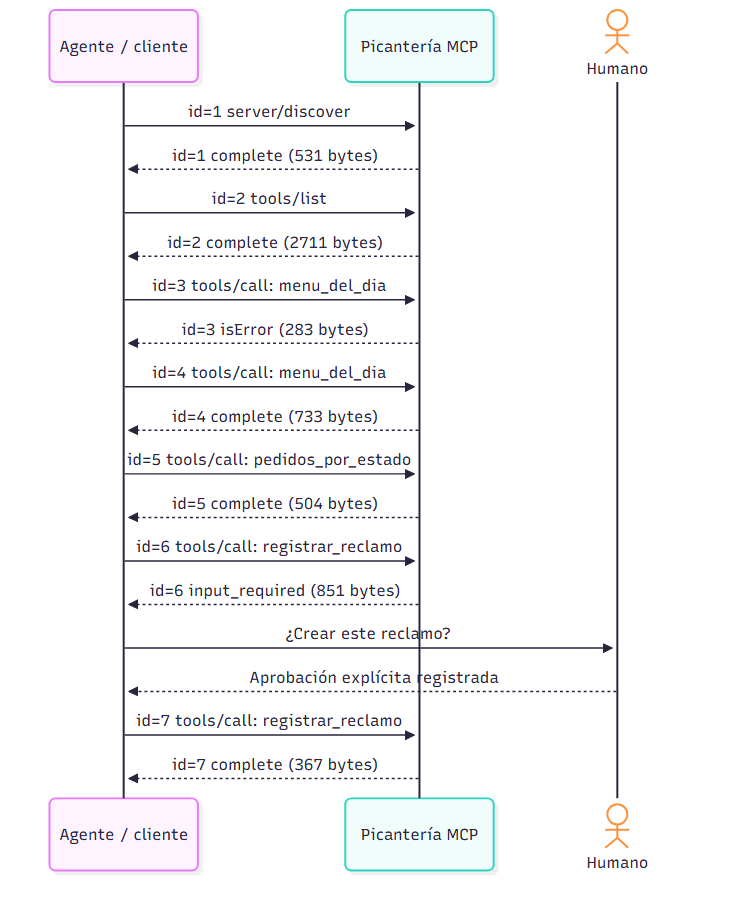 Agente / cliente
Picantería MCP
Humano
id=1 server/discover
id=1 complete (531 bytes)
id=2 tools/list
id=2 complete (2711 bytes)
id=3 tools/call: menu_del_dia
id=3 isError (283 bytes)
id=4 tools/call: menu_del_dia
id=4 complete (733 bytes)
id=5 tools/call: pedidos_por_estado
id=5 complete (504 bytes)
id=6 tools/call: registrar_reclamo
id=6 input_required (851 bytes)
¿Crear este reclamo?
Aprobación explícita registrada
id=7 tools/call: registrar_reclamo
id=7 complete (367 bytes)
Agente / cliente
Picantería MCP
Humano